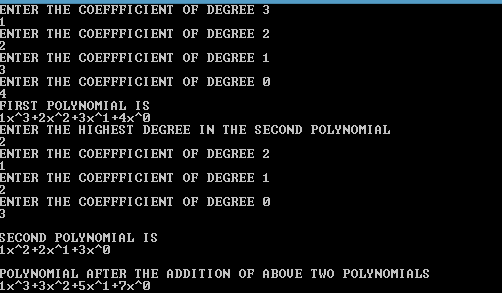 ENTER THE COEFFFICIENT OF DEGREE 3
1
ENTER THE COEFFFICIENT OF DEGREE 2
2
ENTER THE COEFFFICIENT OF DEGREE 1
3
ENTER THE COEFFFICIENT OF DEGREE 0
4
FIRST POLYNOMIAL IS
1x^3+2x^2+3x^1+4x^0
ENTER THE HIGHEST DEGREE IN THE SECOND POLYNOMIAL
2
ENTER THE COEFFFICIENT OF DEGREE 2
1
ENTER THE COEFFFICIENT OF DEGREE 1
2
ENTER THE COEFFFICIENT OF DEGREE 0
3
SECOND POLYNOMIAL IS
1x^2+2x^1+3x^0
POLYNOMIAL AFTER THE ADDITION OF ABOVE TWO POLYNOMIALS
1x^3+3x^2+5x^1+7x^0